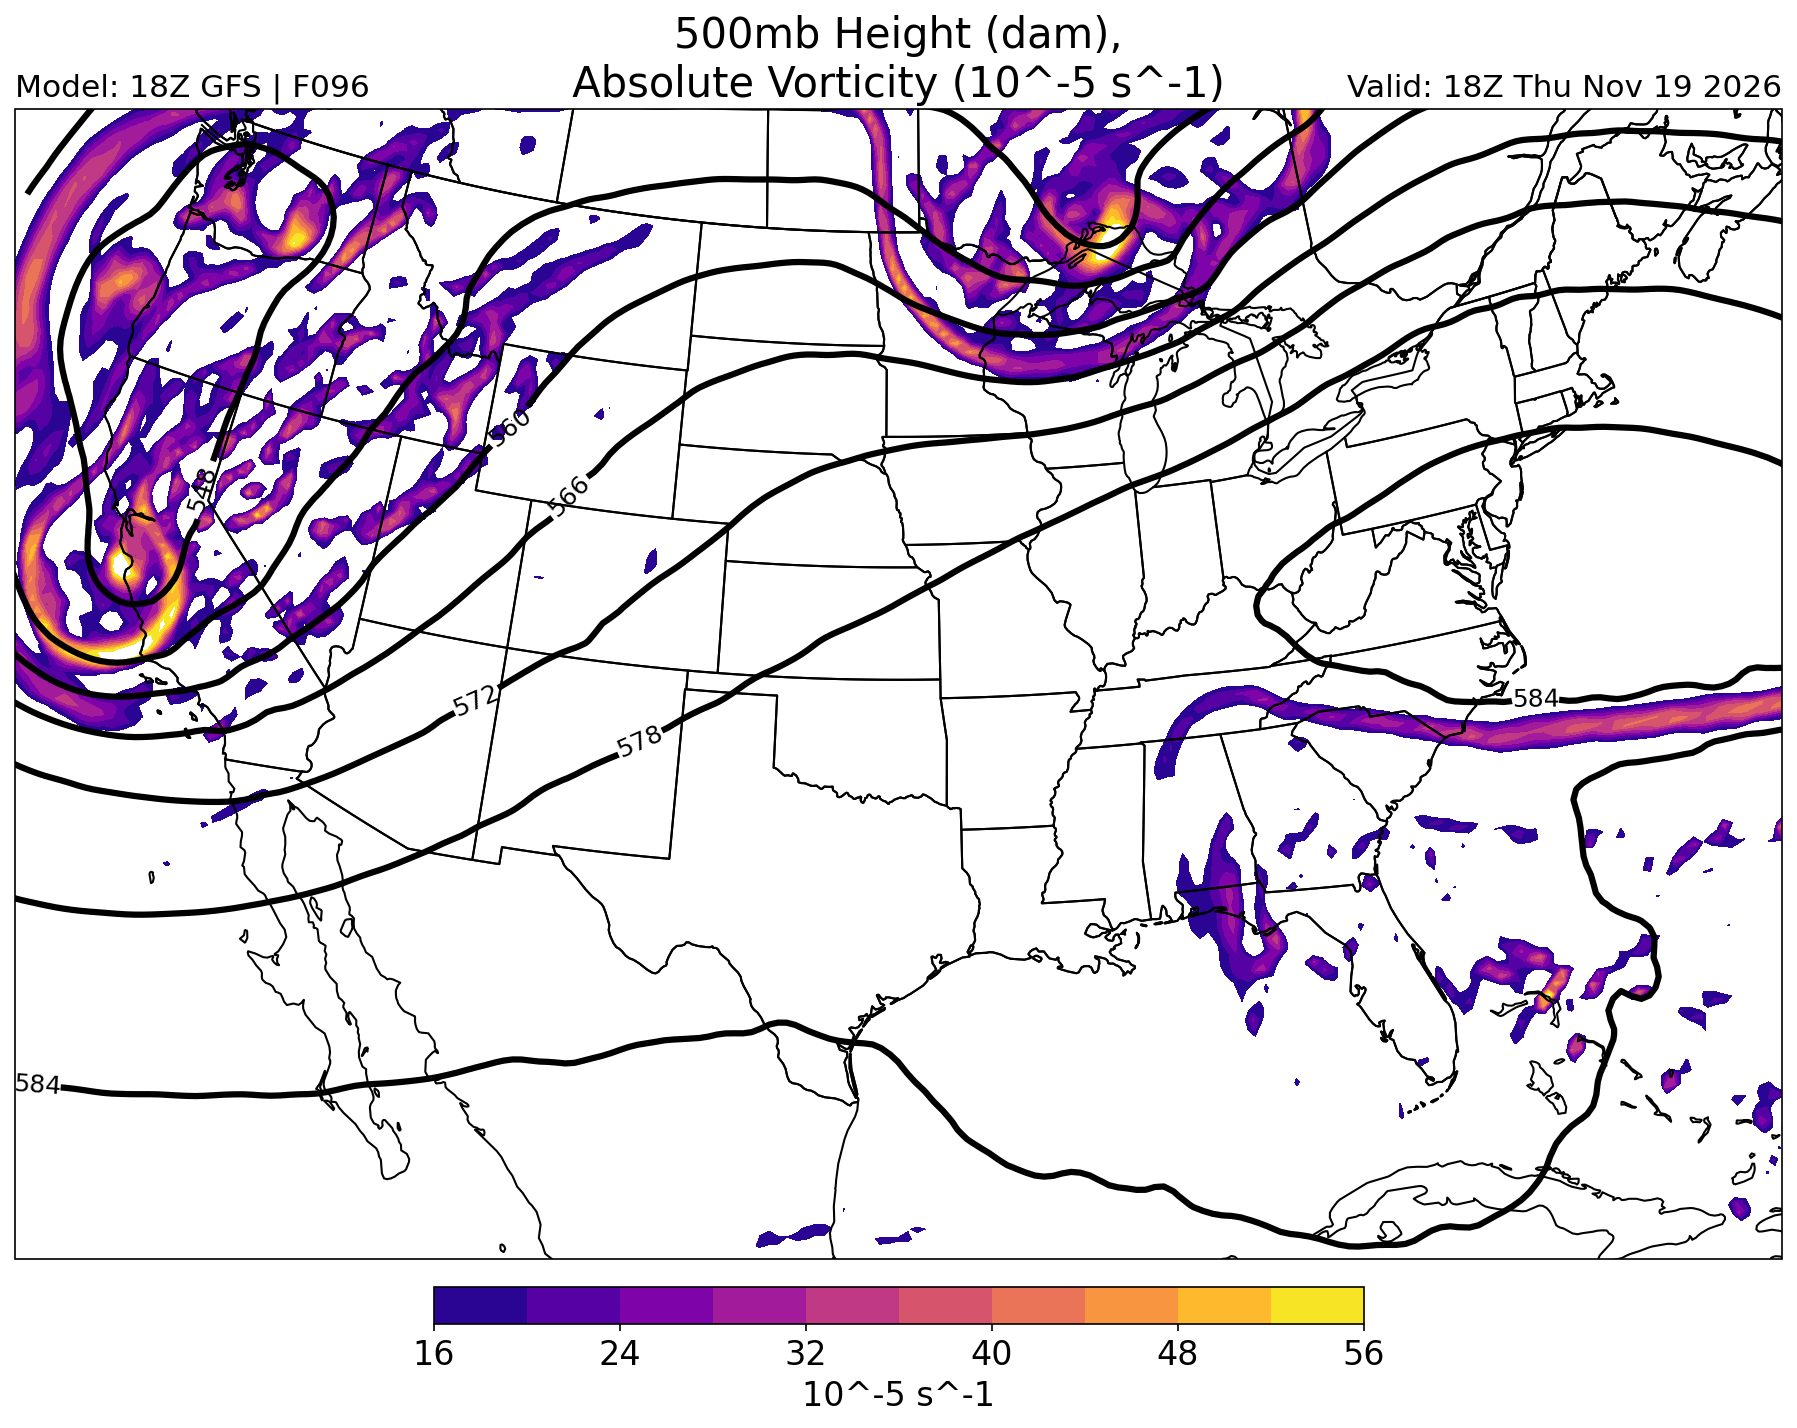 500mb Height (dam),
Model: 18Z GFS | F096
Absolute Vorticity (10^-5 s^-1)
Valid: 18Z Thu Nov 19 2026
560
548
566
572
584
578
584
16 24 32 40 48 56
10^-5 s^-1